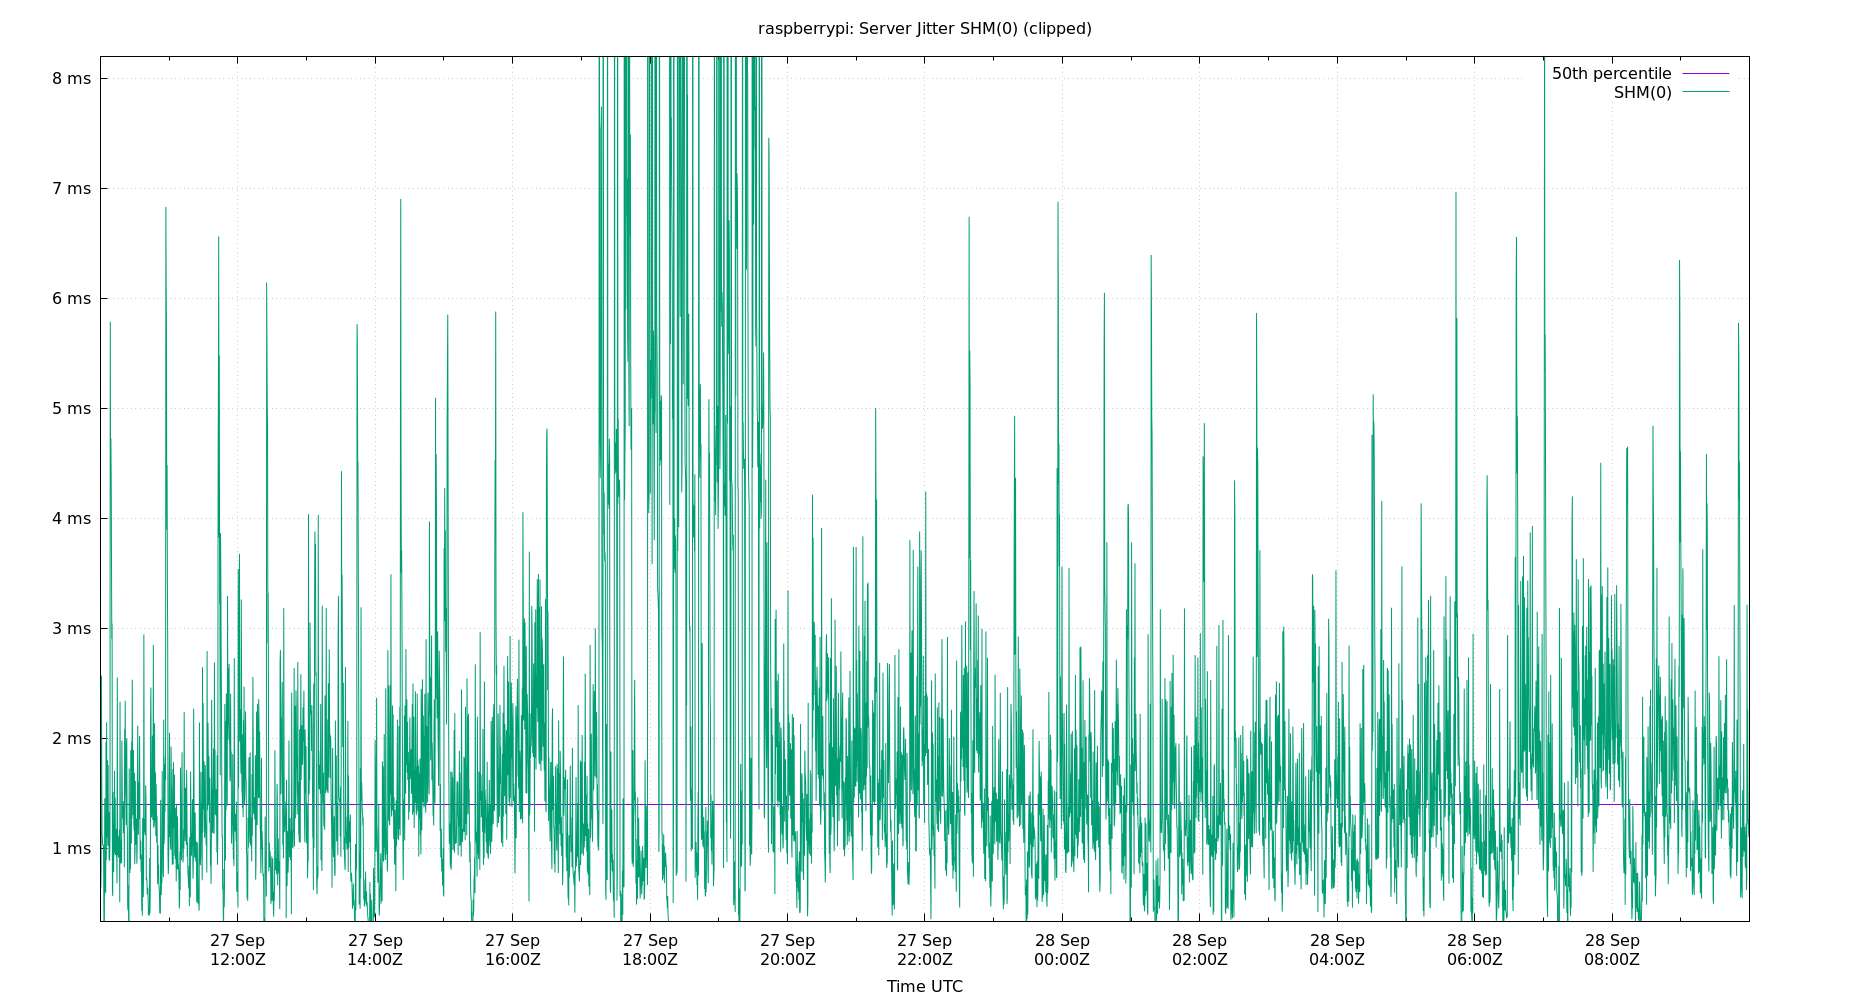 raspberrypi: Server Jitter SHM(0) (clipped)
50th percentile
SHM(0)
8 ms
7 ms
6 ms
5 ms
4 ms
3 ms
2 ms
1 ms
27 Sep 27 Sep 27 Sep 27 Sep 27 Sep 27 Sep 28 Sep 28 Sep 28 Sep 28 Sep 28 Sep
12:00Z 14:00Z 16:00Z 18:00Z 20:00Z 22:00Z 00:00Z 02:00Z 04:00Z 06:00Z 08:00Z
Time UTC